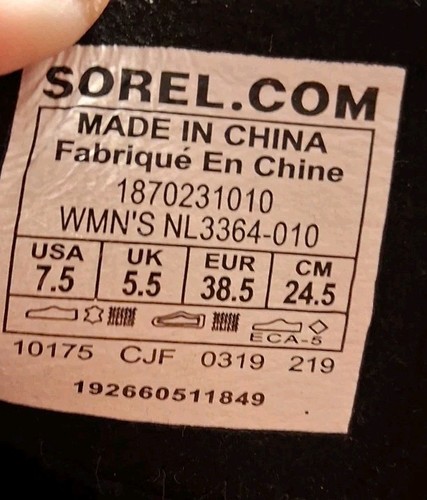 SOREL.COM
MADE IN CHINA
Fabriqué En Chine
1870231010
WMN'S NL3364-010
USA UK EUR CM
7.5 5.5 38.5 24.5
ECA-5
10175 CJF 0319 219
192660511849